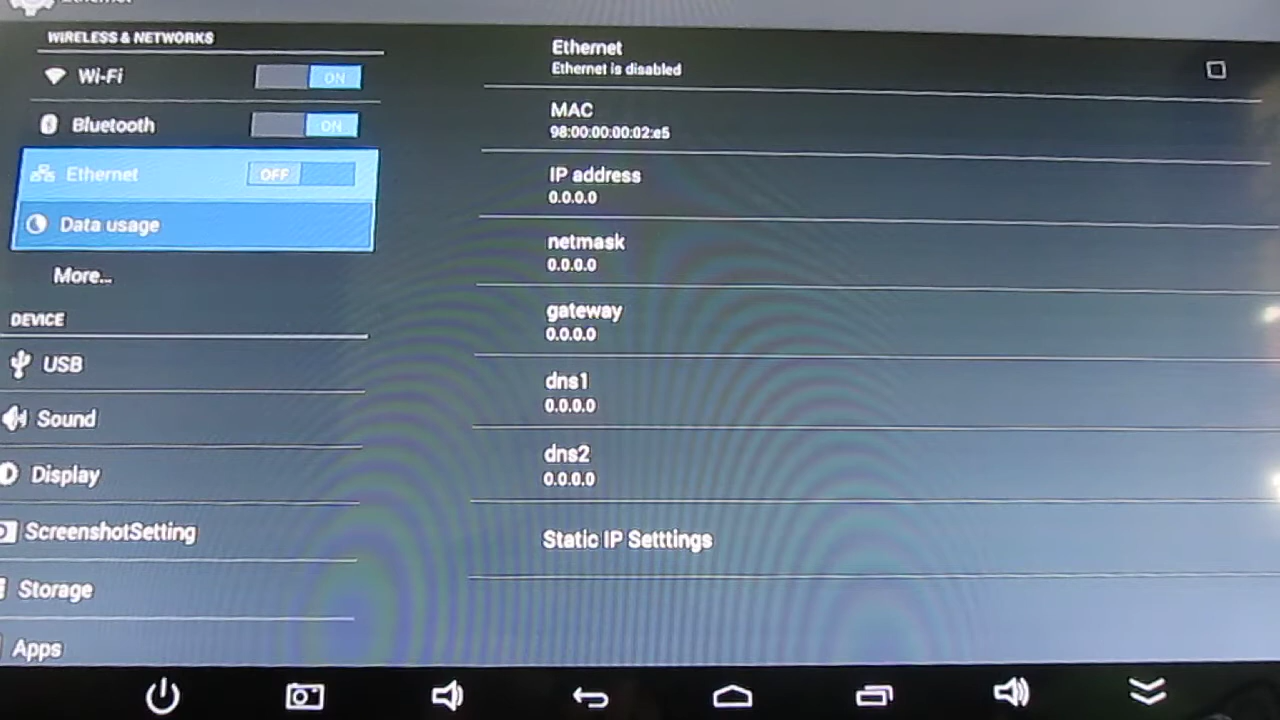 Ethernet
WIRELESS & NETWORKS
Wi-Fi ON
Bluetooth ON
Ethernet OFF
Data usage
More...
DEVICE
USB
Sound
Display
ScreenshotSetting
Storage
Apps
Ethernet
Ethernet is disabled
MAC
98:00:00:00:02:e5
IP address
0.0.0.0
netmask
0.0.0.0
gateway
0.0.0.0
dns1
0.0.0.0
dns2
0.0.0.0
Static IP Setttings